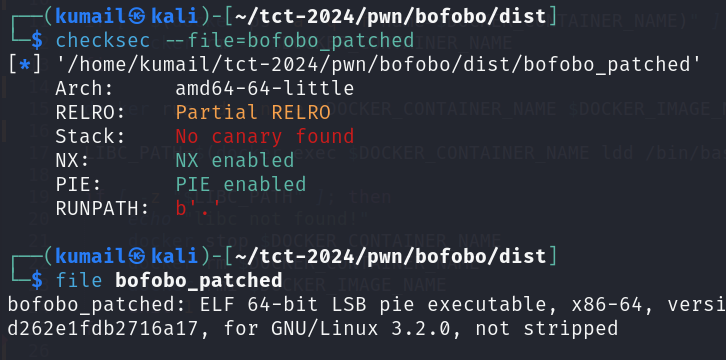 ┌──(kumail㉿kali)-[~/tct-2024/pwn/bofobo/dist]
└─$ checksec --file=bofobo_patched
[*] '/home/kumail/tct-2024/pwn/bofobo/dist/bofobo_patched'
    Arch:     amd64-64-little
    RELRO:    Partial RELRO
    Stack:    No canary found
    NX:       NX enabled
    PIE:      PIE enabled
    RUNPATH:  b'.'
┌──(kumail㉿kali)-[~/tct-2024/pwn/bofobo/dist]
└─$ file bofobo_patched
bofobo_patched: ELF 64-bit LSB pie executable, x86-64, versi
d262e1fdb2716a17, for GNU/Linux 3.2.0, not stripped